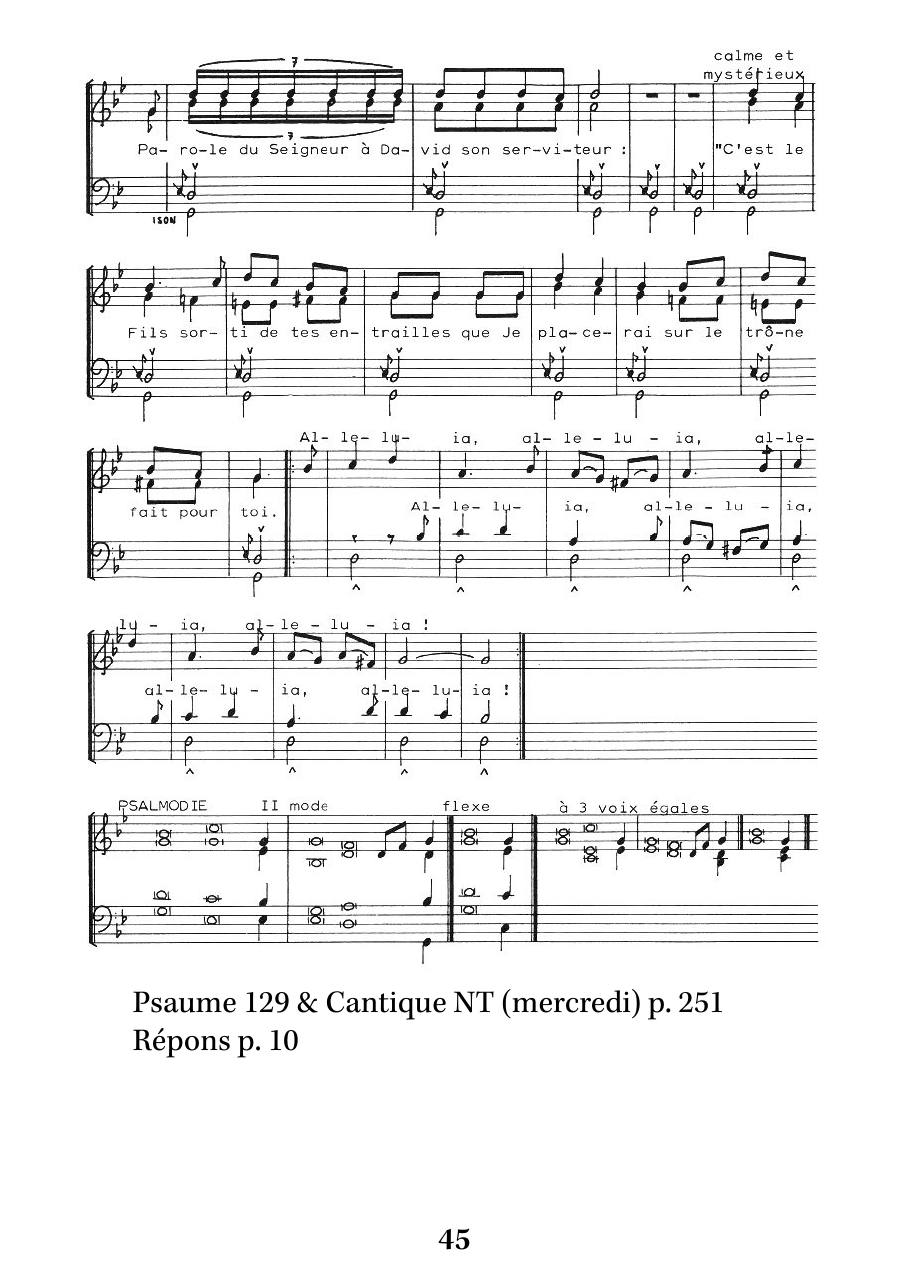 calme et
mystérieux
7
7
Pa- ro-le du Seigneur à Da- vid son ser-vi-teur : "C'est le
ISON
Fils sor- ti de tes en- trailles que Je pla-ce- rai sur le trô-ne
Al- le- lu- ia, al- le - lu - ia, al-le-
fait pour toi. Al- le- lu- ia, al-le - lu - ia,
lu - ia, al- le - lu - ia !
al- le- lu - ia, al-le- lu- ia !
PSALMODIE II mode flexe à 3 voix égales
Psaume 129 & Cantique NT (mercredi) p. 251
Répons p. 10
45